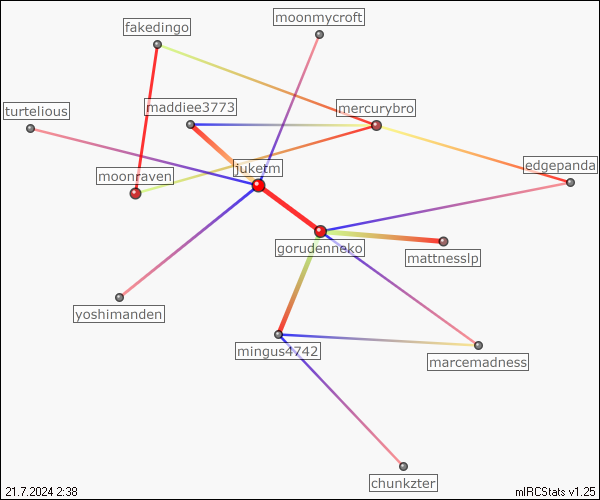 moonmycroft
fakedingo
maddiee3773
mercurybro
turtelious
edgepanda
juketm
moonraven
gorudenneko
mattnesslp
yoshimanden
mingus4742
marcemadness
chunkzter
21.7.2024 2:38
mIRCStats v1.25